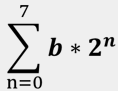 7
∑ b * 2ⁿ
n=0